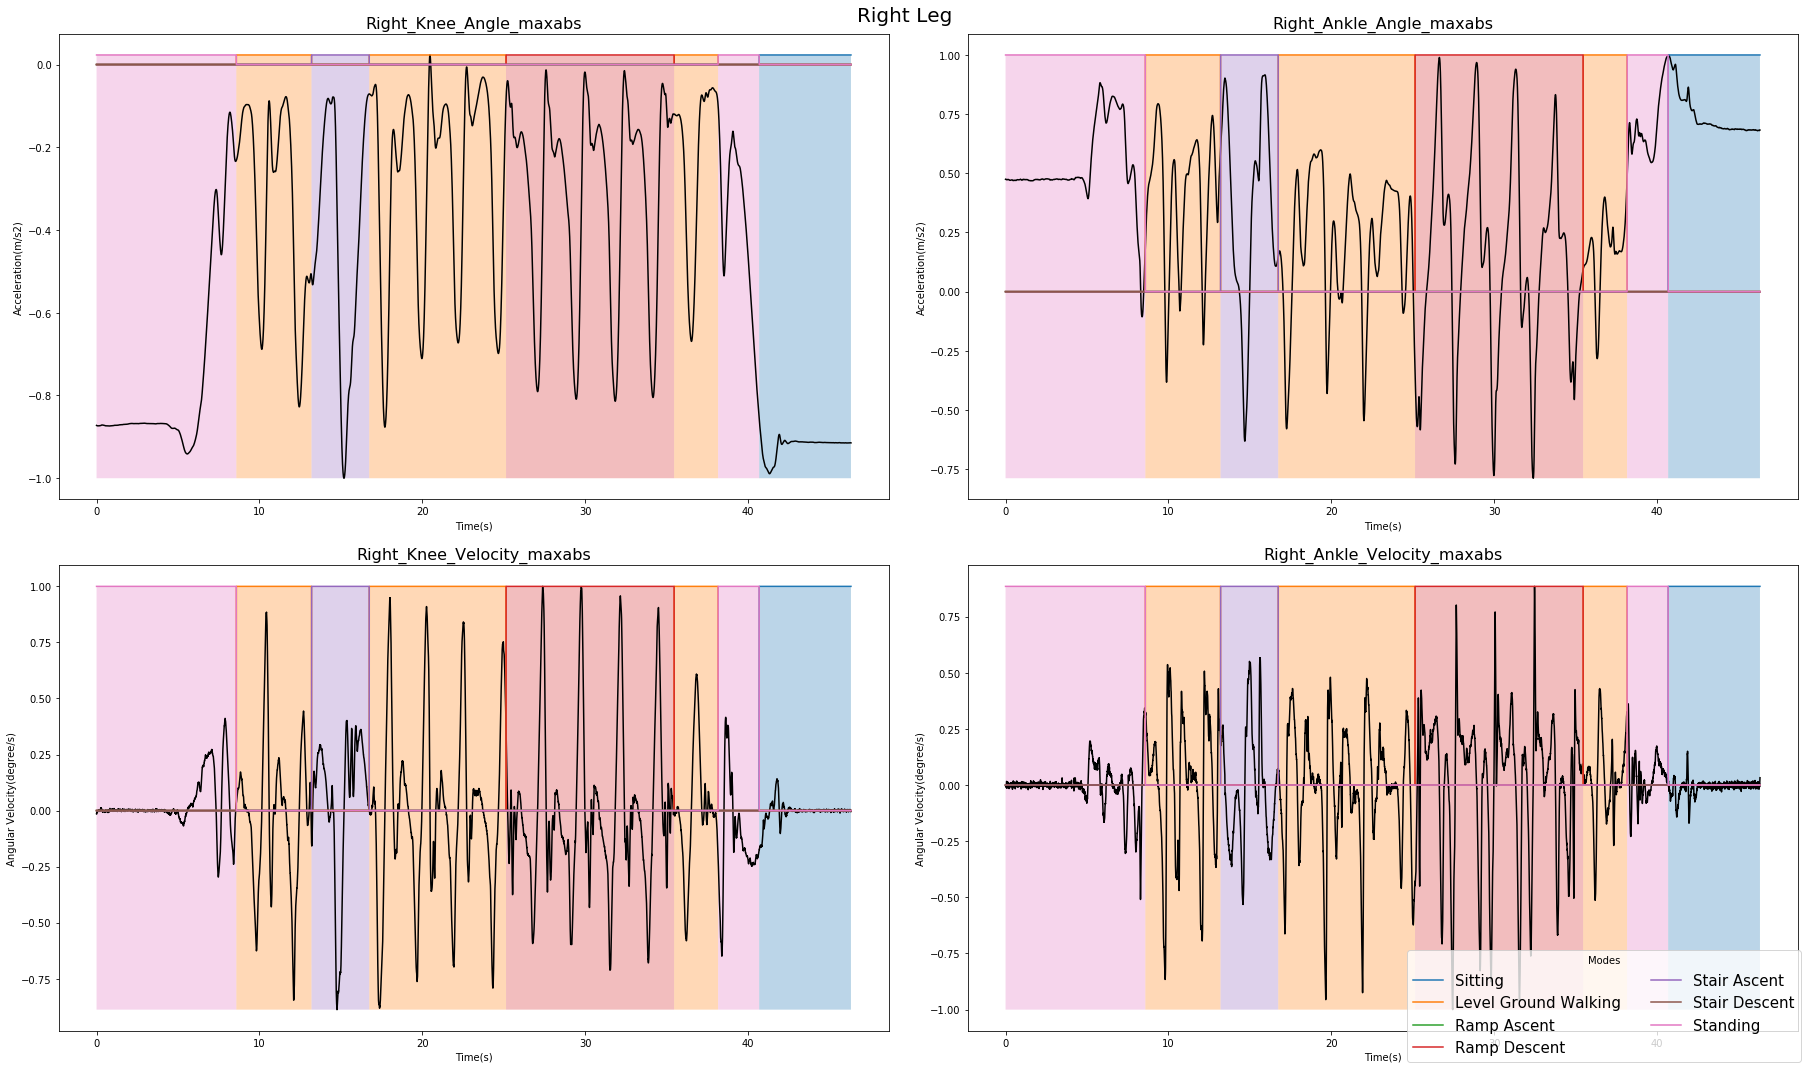 Right Leg
Right_Knee_Angle_maxabs
0.0
−0.2
−0.4
−0.6
−0.8
−1.0
Acceleration(m/s2)
0
10
20
30
40
Time(s)
Right_Ankle_Angle_maxabs
1.00
0.75
0.50
0.25
0.00
−0.25
−0.50
−0.75
Acceleration(m/s2)
0
10
20
30
40
Time(s)
Right_Knee_Velocity_maxabs
1.00
0.75
0.50
0.25
0.00
−0.25
−0.50
−0.75
Angular Velocity(degree/s)
0
10
20
30
40
Time(s)
Right_Ankle_Velocity_maxabs
0.75
0.50
0.25
0.00
−0.25
−0.50
−0.75
−1.00
Angular Velocity(degree/s)
0
10
20
30
40
Time(s)
Modes
Sitting
Level Ground Walking
Ramp Ascent
Ramp Descent
Stair Ascent
Stair Descent
Standing